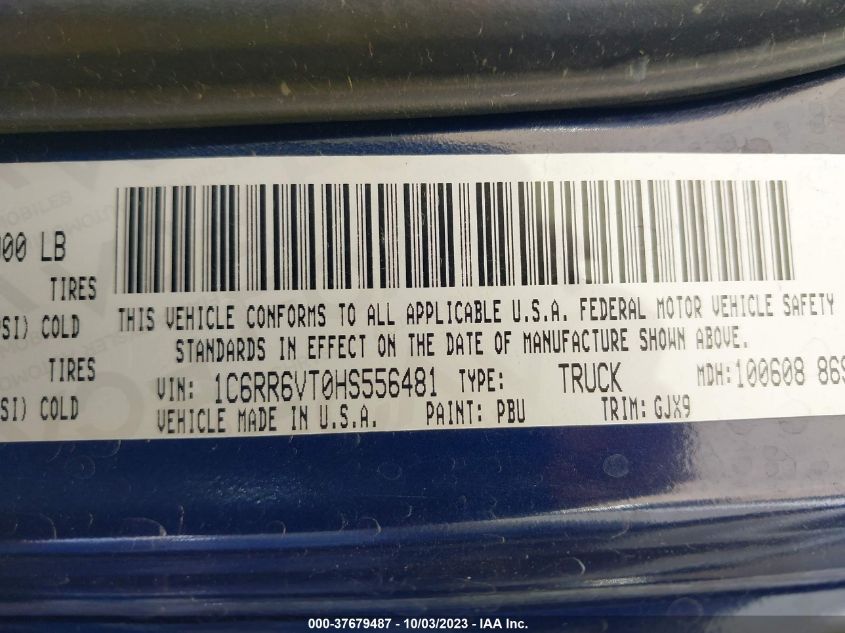 00 LB
TIRES
SI) COLD
TIRES
SI) COLD
THIS VEHICLE CONFORMS TO ALL APPLICABLE U.S.A. FEDERAL MOTOR VEHICLE SAFETY
STANDARDS IN EFFECT ON THE DATE OF MANUFACTURE SHOWN ABOVE.
VIN: 1C6RR6VT0HS556481 TYPE: TRUCK MDH:100608 86S
VEHICLE MADE IN U.S.A. PAINT: PBU TRIM: GJX9
000-37679487 - 10/03/2023 - IAA Inc.